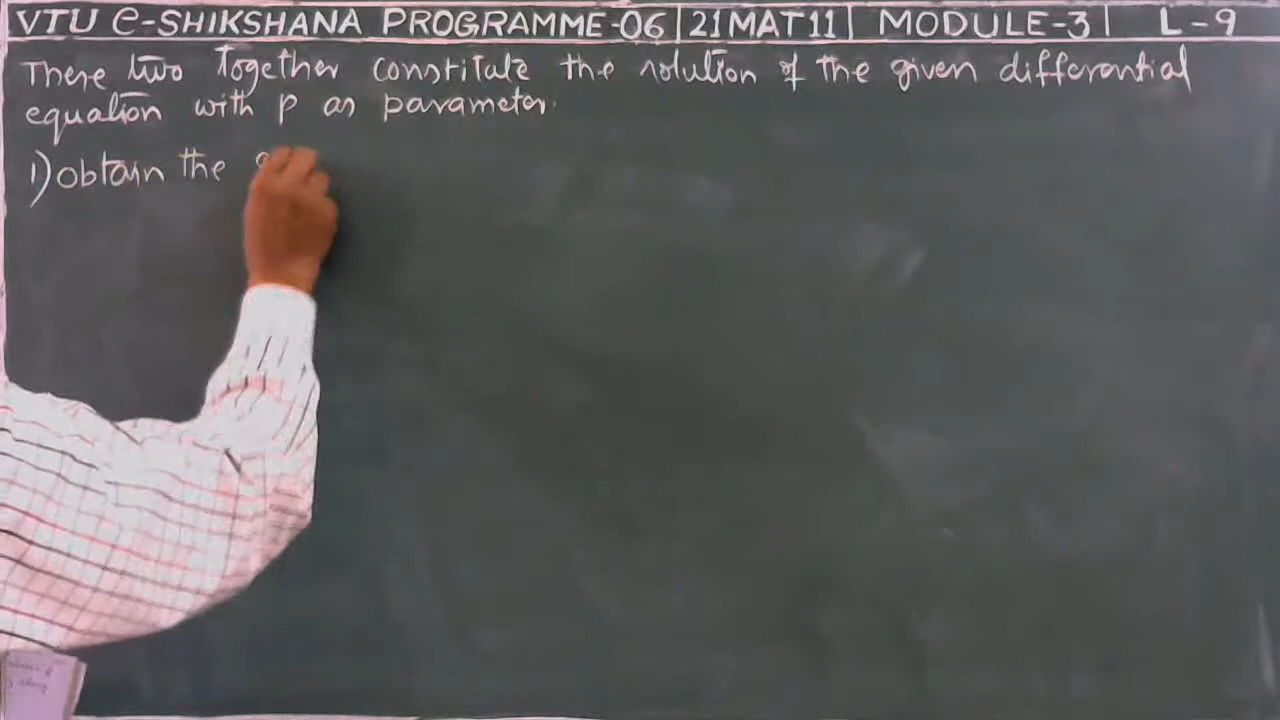 VTU e-SHIKSHANA PROGRAMME-06 | 21MAT11 | MODULE-3 | L-9
These two together constitute the solution of the given differential
equation with p as parameter.
1) obtain the